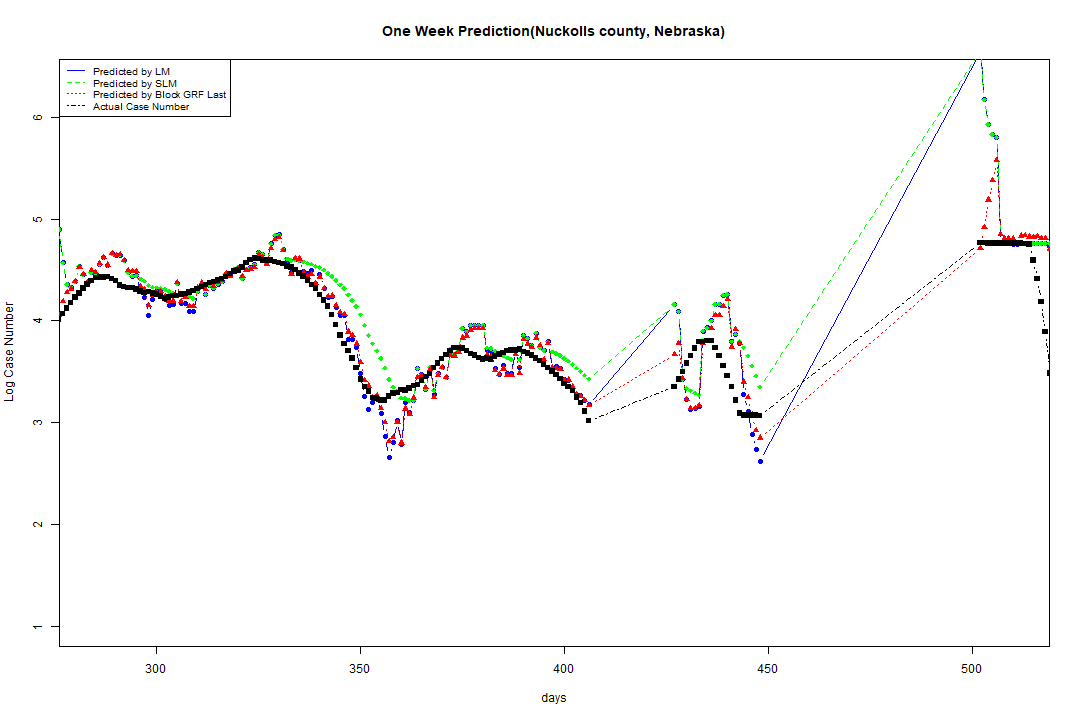 One Week Prediction(Nuckolls county, Nebraska)
Predicted by LM
Predicted by SLM
Predicted by Block GRF Last
Actual Case Number
Log Case Number
6
5
4
3
2
1
300 350 400 450 500
days